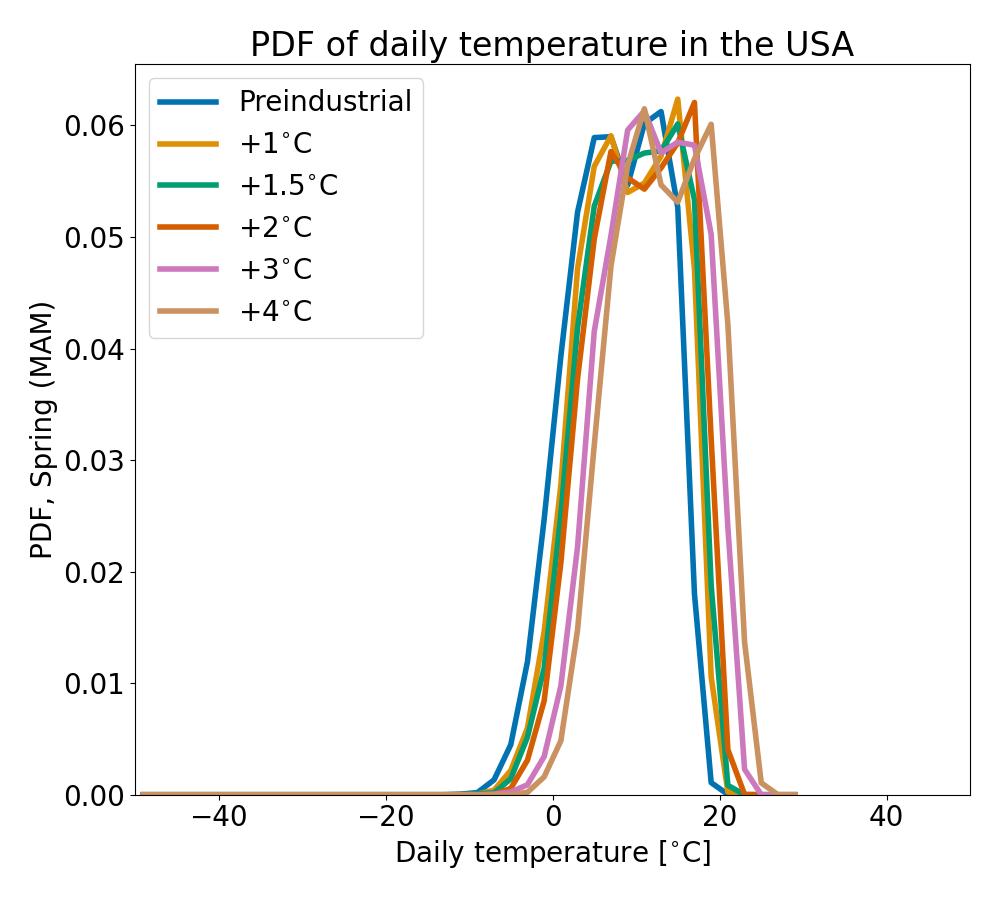 PDF of daily temperature in the USA
Preindustrial
+1°C
+1.5°C
+2°C
+3°C
+4°C
PDF, Spring (MAM)
0.06
0.05
0.04
0.03
0.02
0.01
0.00
−40 −20 0 20 40
Daily temperature [°C]